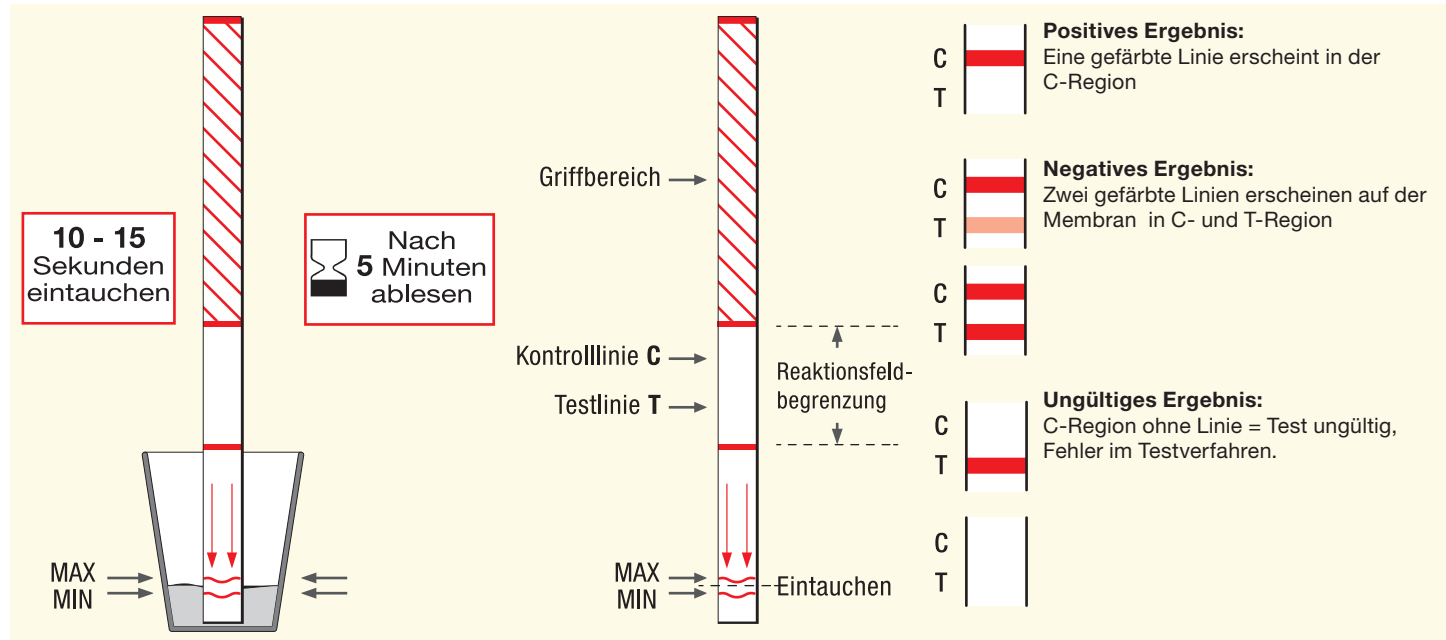 10 - 15
Sekunden
eintauchen
Nach
5 Minuten
ablesen
MAX
MIN
Griffbereich
Kontrolllinie C
Testlinie T
Reaktionsfeld-
begrenzung
MAX
MIN
Eintauchen
C
T
Positives Ergebnis:
Eine gefärbte Linie erscheint in der
C-Region
C
T
C
T
Negatives Ergebnis:
Zwei gefärbte Linien erscheinen auf der
Membran in C- und T-Region
C
T
C
T
Ungültiges Ergebnis:
C-Region ohne Linie = Test ungültig,
Fehler im Testverfahren.